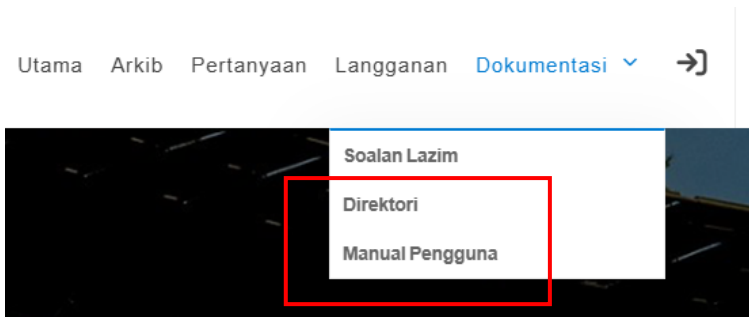 Utama Arkib Pertanyaan Langganan Dokumentasi
Soalan Lazim
Direktori
Manual Pengguna